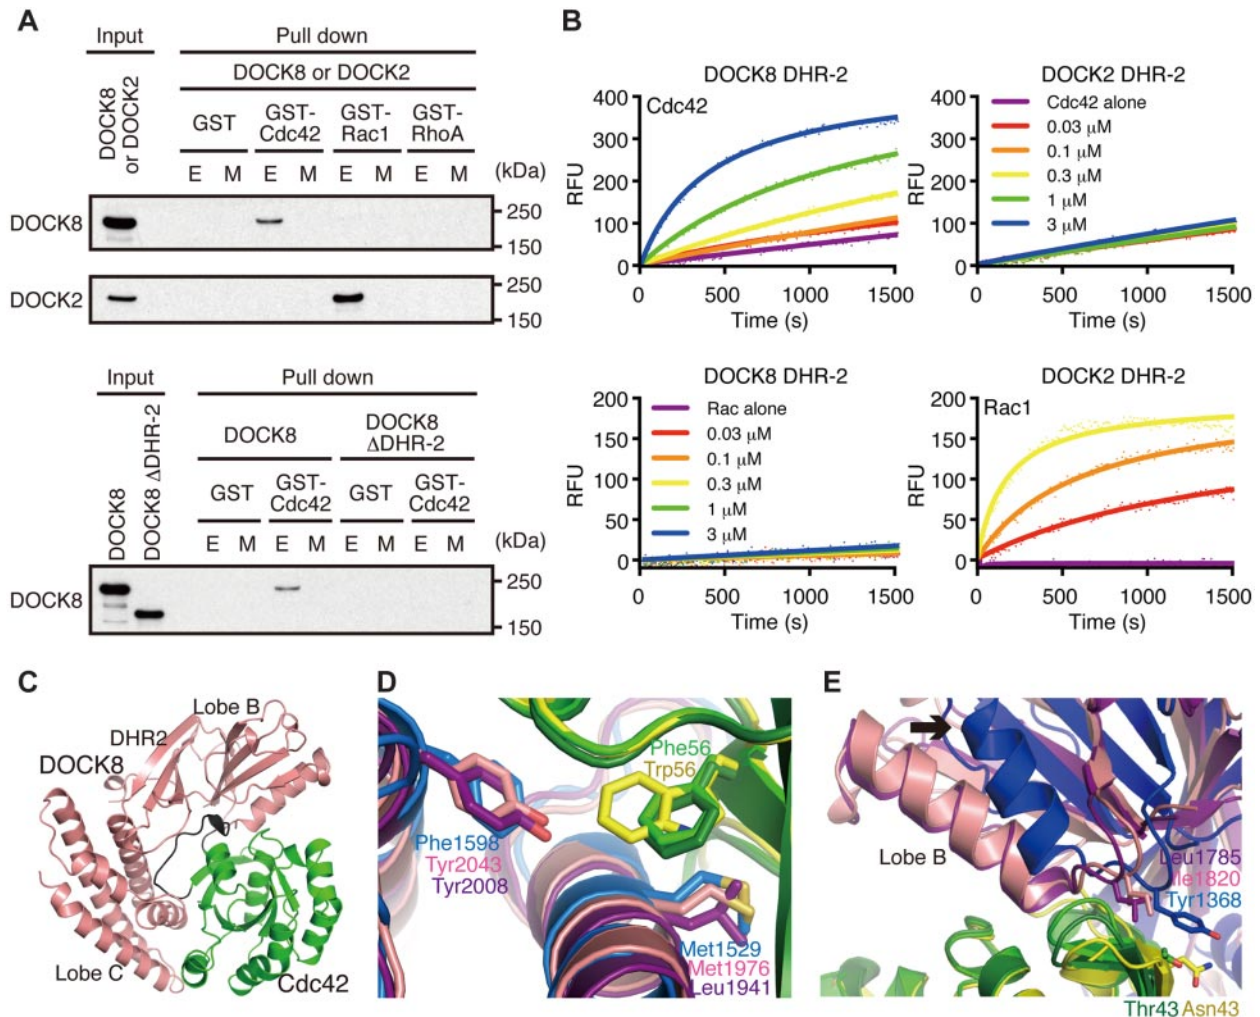 A
Input
Pull down
DOCK8 or DOCK2
DOCK8
or DOCK2
GST
GST-
Cdc42
GST-
Rac1
GST-
RhoA
E M E M E M E M (kDa)
DOCK8
250
150
DOCK2
250
150
Input
Pull down
DOCK8
DOCK8 ΔDHR-2
DOCK8
DOCK8
ΔDHR-2
GST
GST-
Cdc42
GST
GST-
Cdc42
E M E M E M E M (kDa)
DOCK8
250
150
B
DOCK8 DHR-2
Cdc42
RFU
400
300
200
100
0
0 500 1000 1500
Time (s)
DOCK2 DHR-2
Cdc42 alone
0.03 μM
0.1 μM
0.3 μM
1 μM
3 μM
RFU
400
300
200
100
0
0 500 1000 1500
Time (s)
DOCK8 DHR-2
Rac alone
0.03 μM
0.1 μM
0.3 μM
1 μM
3 μM
RFU
200
150
100
50
0
0 500 1000 1500
Time (s)
DOCK2 DHR-2
Rac1
RFU
200
150
100
50
0
0 500 1000 1500
Time (s)
C
Lobe B
DHR2
DOCK8
Lobe C
Cdc42
D
Phe56
Trp56
Phe1598
Tyr2043
Tyr2008
Met1529
Met1976
Leu1941
E
Lobe B
Leu1785
Ile1820
Tyr1368
Thr43 Asn43